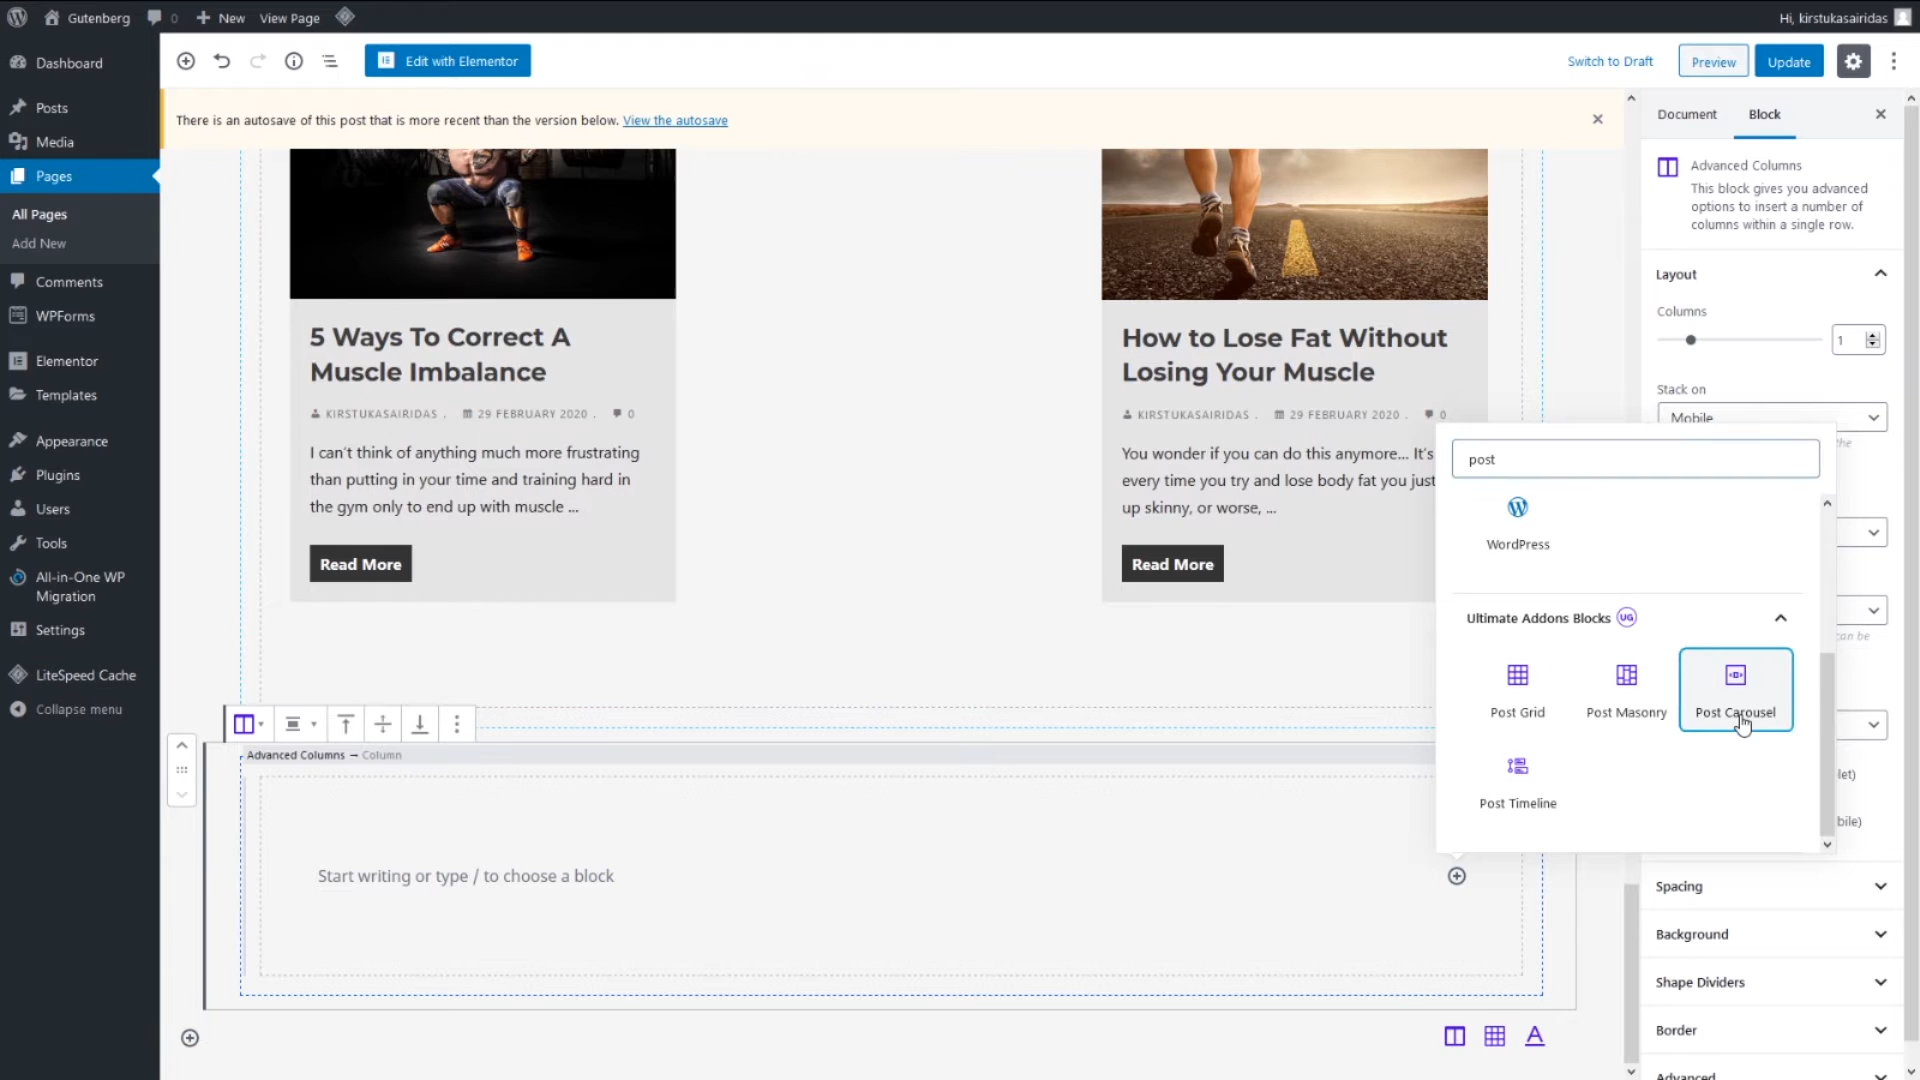 Gutenberg
0
New
View Page
Hi, kirstukasairidas
Dashboard
Posts
Media
Pages
All Pages
Add New
Comments
WPForms
Elementor
Templates
Appearance
Plugins
Users
Tools
All-in-One WP
Migration
Settings
LiteSpeed Cache
Collapse menu
Edit with Elementor
Switch to Draft
Preview
Update
There is an autosave of this post that is more recent than the version below. View the autosave
5 Ways To Correct A
Muscle Imbalance
KIRSTUKASAIRIDAS . 29 FEBRUARY 2020 . 0
I can't think of anything much more frustrating
than putting in your time and training hard in
the gym only to end up with muscle ...
Read More
How to Lose Fat Without
Losing Your Muscle
KIRSTUKASAIRIDAS . 29 FEBRUARY 2020 . 0
You wonder if you can do this anymore... It's
every time you try and lose body fat you just
up skinny, or worse, ...
Read More
Advanced Columns → Column
Start writing or type / to choose a block
post
WordPress
Ultimate Addons Blocks UG
Post Grid
Post Masonry
Post Carousel
Post Timeline
Document
Block
Advanced Columns
This block gives you advanced
options to insert a number of
columns within a single row.
Layout
Columns
1
Stack on
Mobile
the
can be
let)
bile)
Spacing
Background
Shape Dividers
Border
Advanced